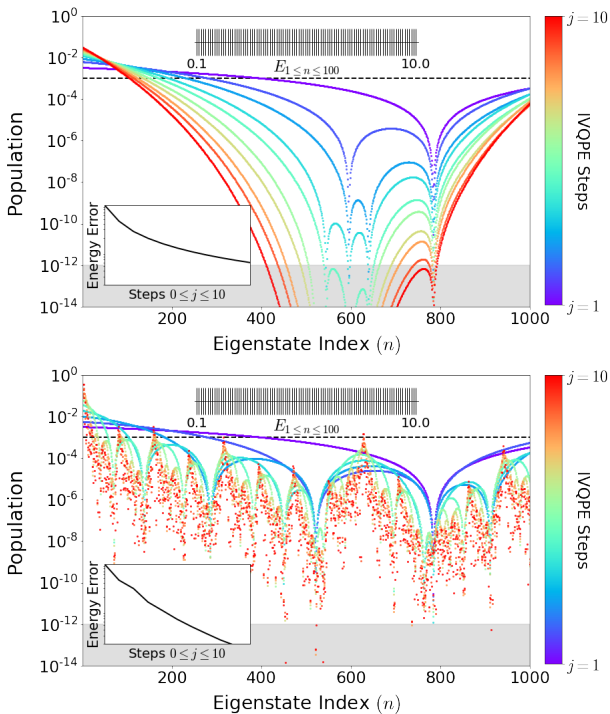 10^0
10^-2
10^-4
10^-6
10^-8
10^-10
10^-12
10^-14
Population
0.1
E_{1≤n≤100}
10.0
Energy Error
Steps 0 ≤ j ≤ 10
200
400
600
800
1000
Eigenstate Index (n)
j = 10
IVQPE Steps
j = 1
10^0
10^-2
10^-4
10^-6
10^-8
10^-10
10^-12
10^-14
Population
0.1
E_{1≤n≤100}
10.0
Energy Error
Steps 0 ≤ j ≤ 10
200
400
600
800
1000
Eigenstate Index (n)
j = 10
IVQPE Steps
j = 1